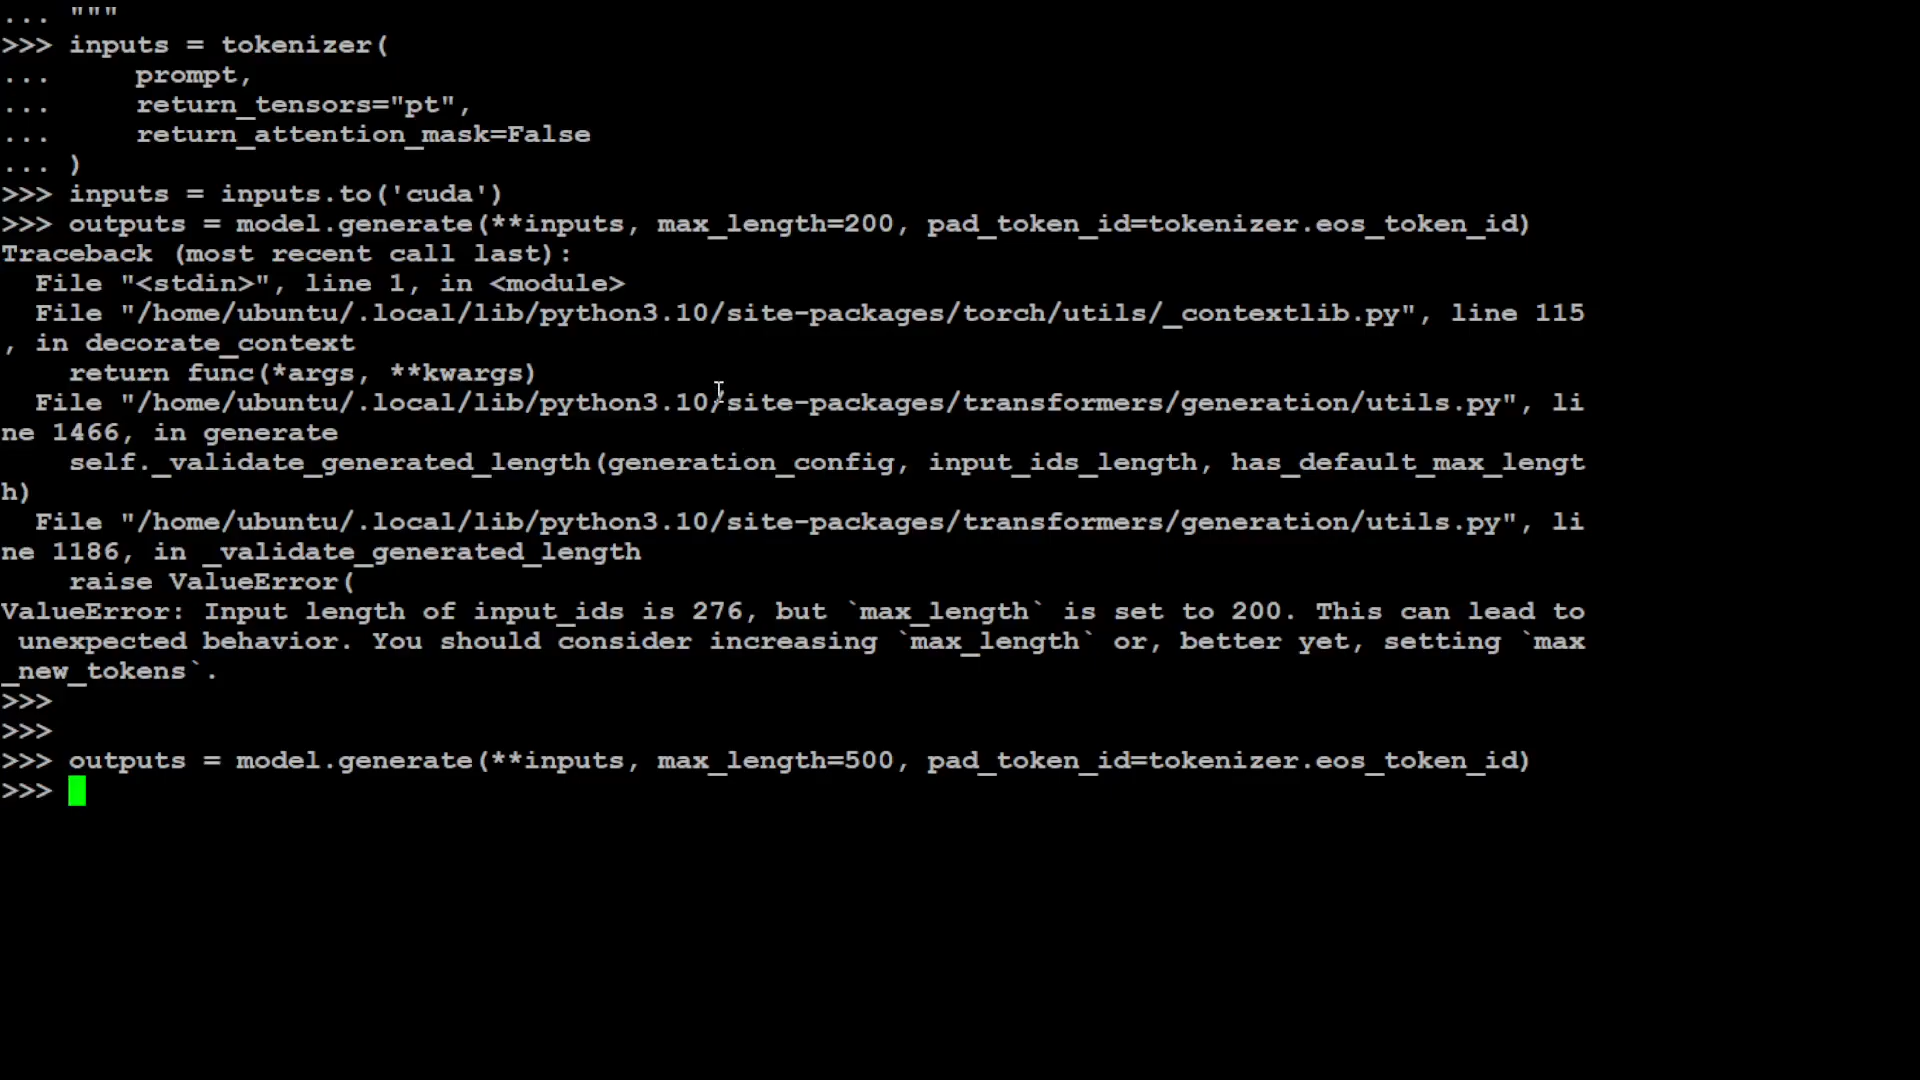 ... """
>>> inputs = tokenizer(
...     prompt,
...     return_tensors="pt",
...     return_attention_mask=False
... )
>>> inputs = inputs.to('cuda')
>>> outputs = model.generate(**inputs, max_length=200, pad_token_id=tokenizer.eos_token_id)
Traceback (most recent call last):
  File "<stdin>", line 1, in <module>
  File "/home/ubuntu/.local/lib/python3.10/site-packages/torch/utils/_contextlib.py", line 115
, in decorate_context
    return func(*args, **kwargs)
  File "/home/ubuntu/.local/lib/python3.10/site-packages/transformers/generation/utils.py", li
ne 1466, in generate
    self._validate_generated_length(generation_config, input_ids_length, has_default_max_lengt
h)
  File "/home/ubuntu/.local/lib/python3.10/site-packages/transformers/generation/utils.py", li
ne 1186, in _validate_generated_length
    raise ValueError(
ValueError: Input length of input_ids is 276, but `max_length` is set to 200. This can lead to
 unexpected behavior. You should consider increasing `max_length` or, better yet, setting `max
_new_tokens`.
>>>
>>>
>>> outputs = model.generate(**inputs, max_length=500, pad_token_id=tokenizer.eos_token_id)
>>>